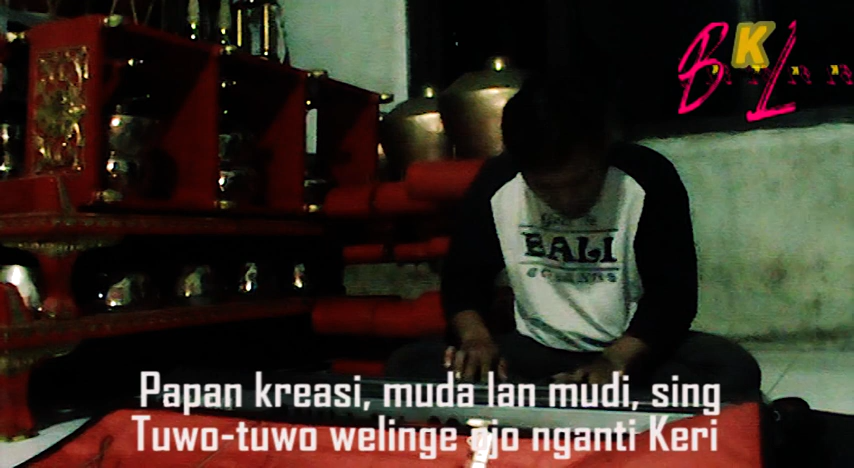 BKL
BALI
Papan kreasi, muda lan mudi, sing
Tuwo-tuwo welinge ojo nganti Keri